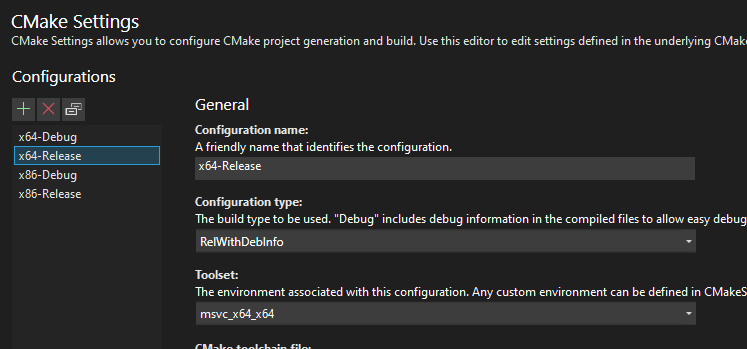 CMake Settings
CMake Settings allows you to configure CMake project generation and build. Use this editor to edit settings defined in the underlying CMake
Configurations
x64-Debug
x64-Release
x86-Debug
x86-Release
General
Configuration name:
A friendly name that identifies the configuration.
x64-Release
Configuration type:
The build type to be used. "Debug" includes debug information in the compiled files to allow easy debug
RelWithDebInfo
Toolset:
The environment associated with this configuration. Any custom environment can be defined in CMakeS
msvc_x64_x64
CMake toolchain file: